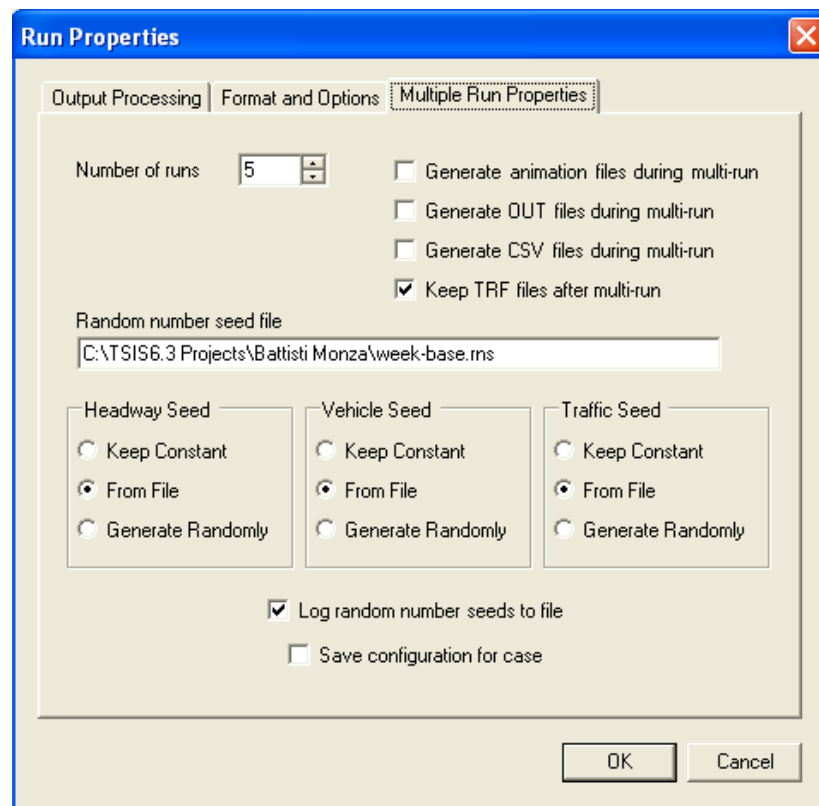 Run Properties
Output Processing
Format and Options
Multiple Run Properties
Number of runs
5
Generate animation files during multi-run
Generate OUT files during multi-run
Generate CSV files during multi-run
Keep TRF files after multi-run
Random number seed file
C:\TSIS6.3 Projects\Battisti Monza\week-base.rns
Headway Seed
Keep Constant
From File
Generate Randomly
Vehicle Seed
Keep Constant
From File
Generate Randomly
Traffic Seed
Keep Constant
From File
Generate Randomly
Log random number seeds to file
Save configuration for case
OK
Cancel